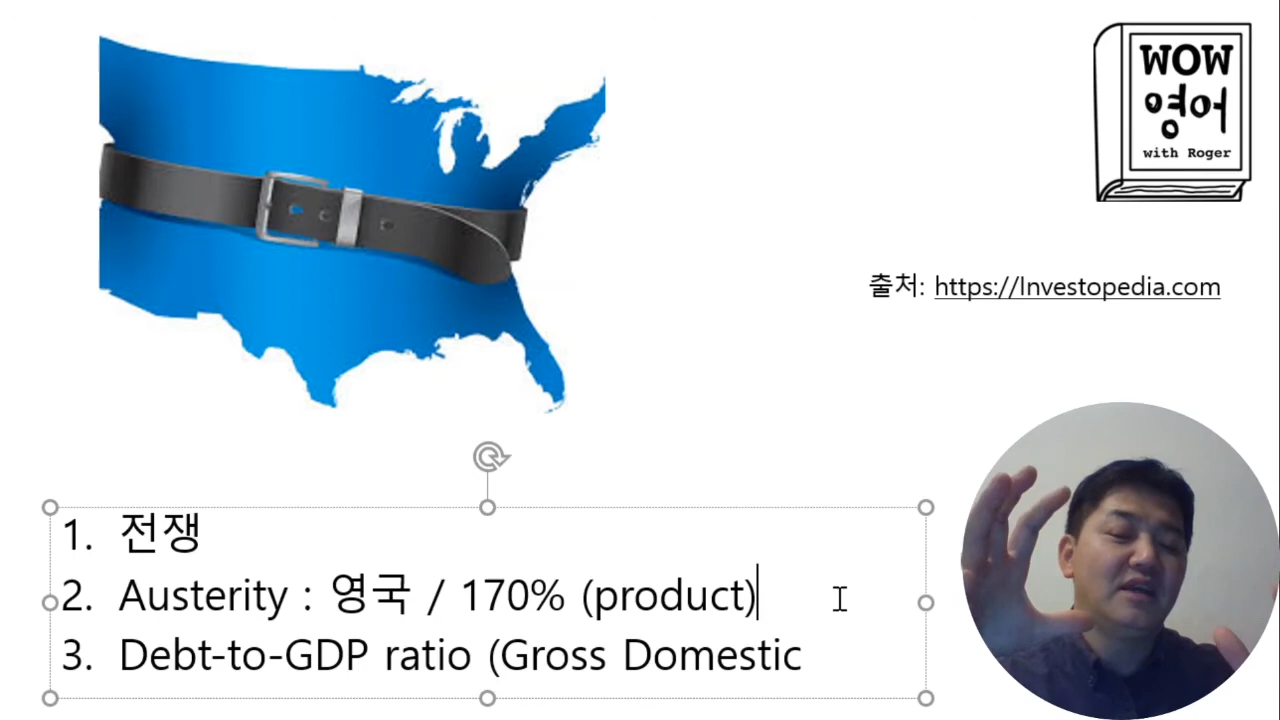 WOW
영어
with Roger
출처: https://Investopedia.com
1. 전쟁
2. Austerity : 영국 / 170% (product)
3. Debt-to-GDP ratio (Gross Domestic